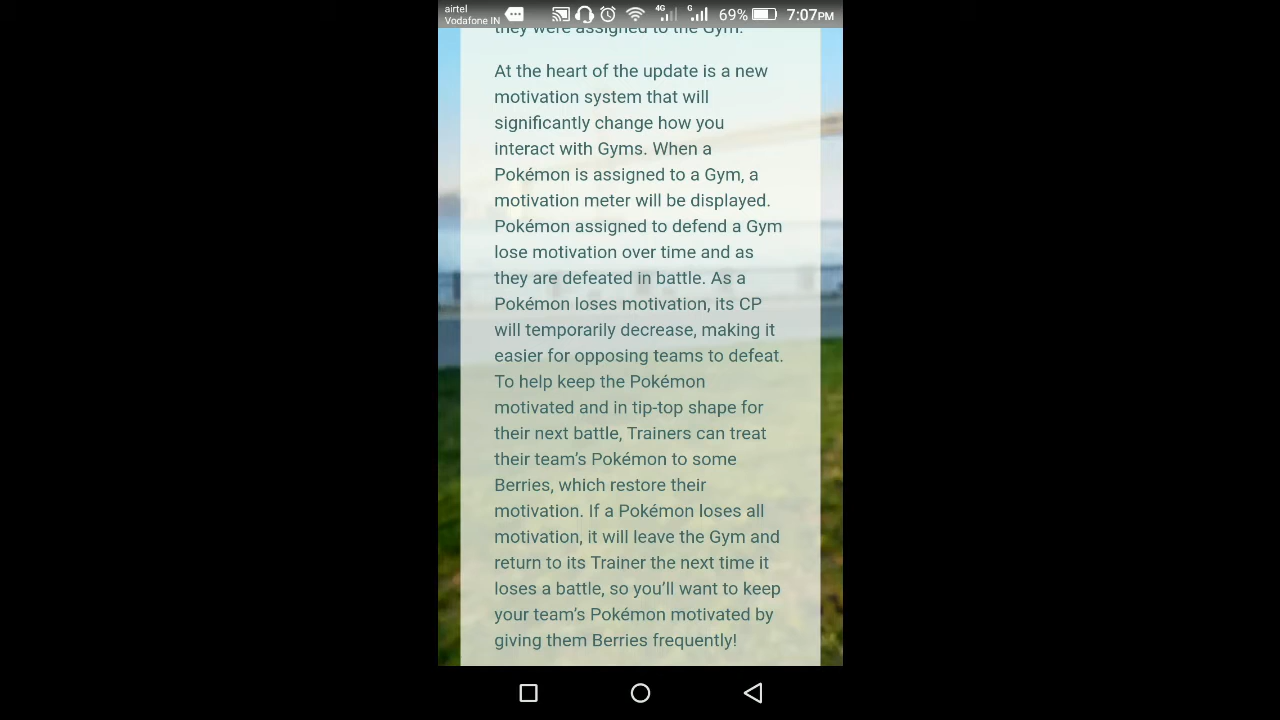 airtel
Vodafone IN
4G
G
69%
7:07PM
they were assigned to the Gym.
At the heart of the update is a new
motivation system that will
significantly change how you
interact with Gyms. When a
Pokémon is assigned to a Gym, a
motivation meter will be displayed.
Pokémon assigned to defend a Gym
lose motivation over time and as
they are defeated in battle. As a
Pokémon loses motivation, its CP
will temporarily decrease, making it
easier for opposing teams to defeat.
To help keep the Pokémon
motivated and in tip-top shape for
their next battle, Trainers can treat
their team’s Pokémon to some
Berries, which restore their
motivation. If a Pokémon loses all
motivation, it will leave the Gym and
return to its Trainer the next time it
loses a battle, so you’ll want to keep
your team’s Pokémon motivated by
giving them Berries frequently!